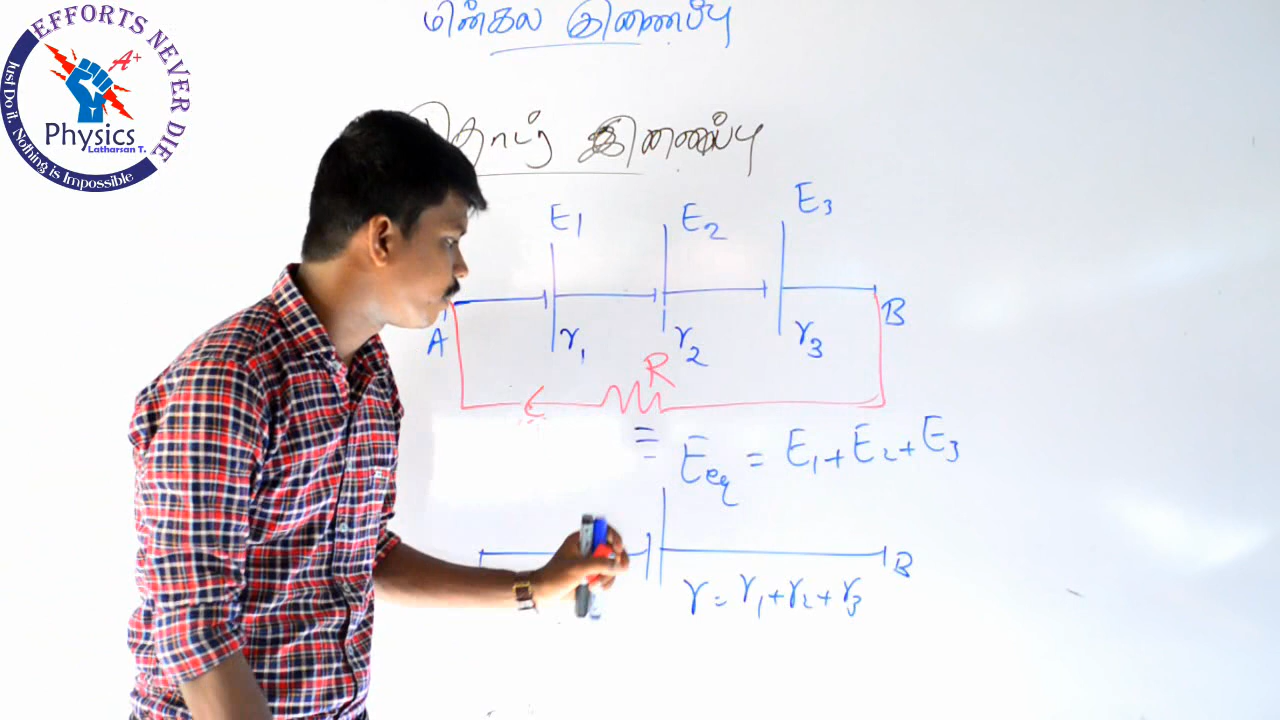 EFFORTS NEVER DIE
Just Do it. Nothing is Impossible
A+
Physics
Latharsan T.
மின்கல இணைப்பு
தொடர் இணைப்பு
E1 E2 E3
A r1 r2 r3 B
R
≡ Eeq = E1 + E2 + E3
B
r = r1 + r2 + r3